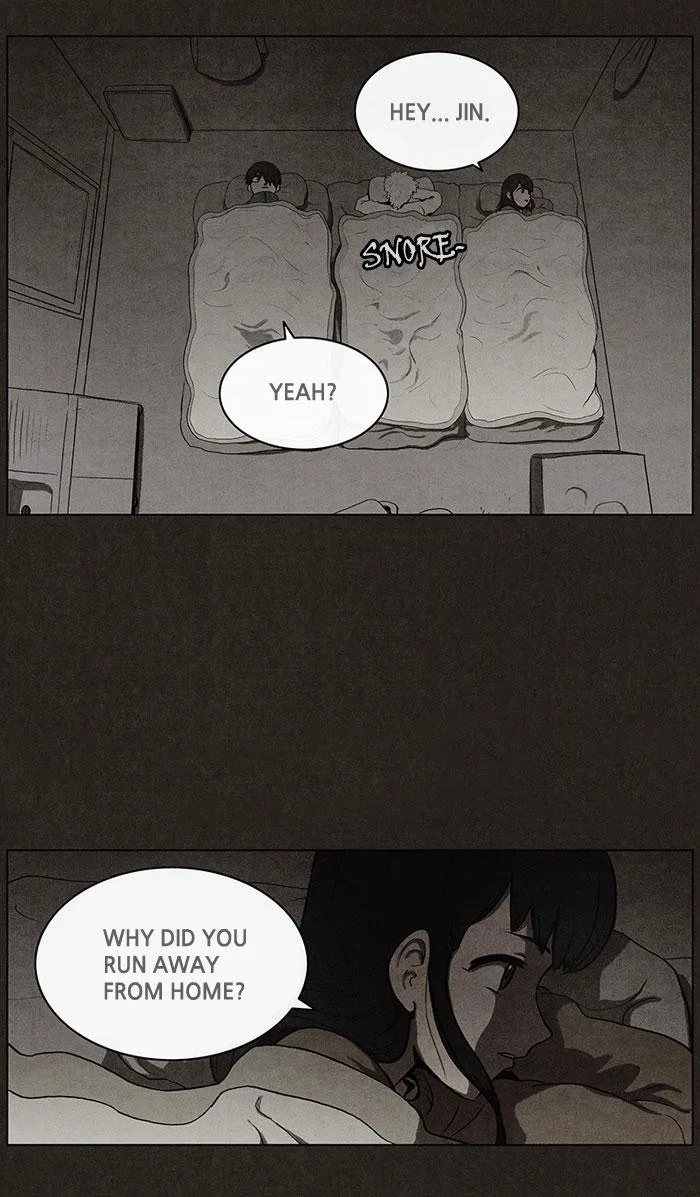 HEY... JIN.
SNORE-
YEAH?
WHY DID YOU
RUN AWAY
FROM HOME?